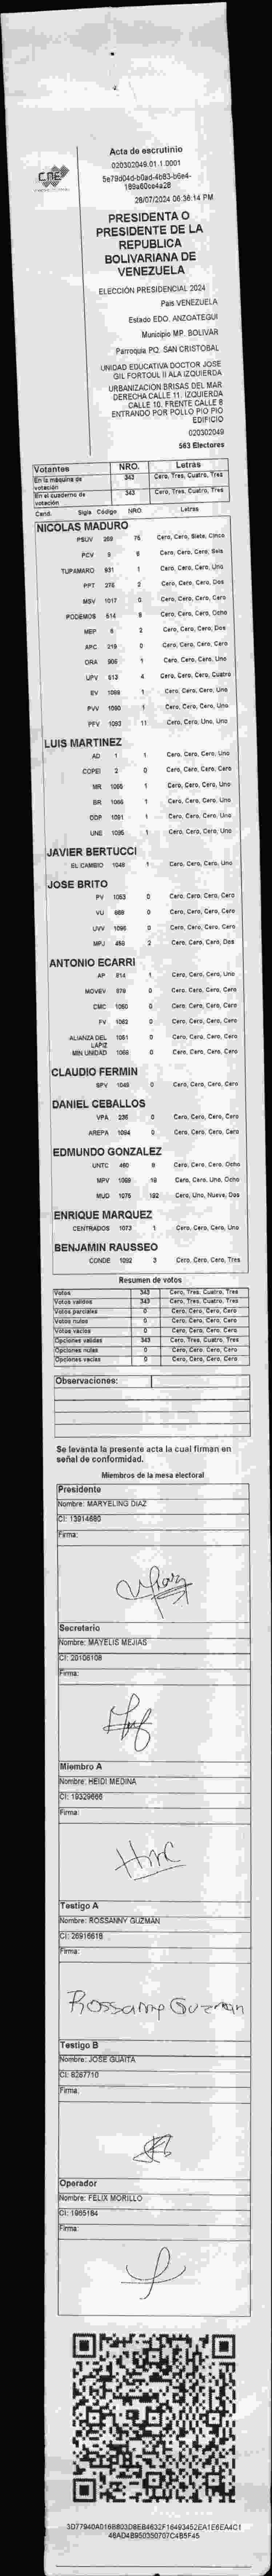 Acta de escrutinio
020302049.01.1.0001
5e79d04d-b0ad-4b83-b6e4-
189a60ce4a28
28/07/2024 06:36:14 PM
CNE
PRESIDENTA O
PRESIDENTE DE LA
REPUBLICA
BOLIVARIANA DE
VENEZUELA
ELECCIÓN PRESIDENCIAL 2024
País VENEZUELA
Estado EDO. ANZOATEGUI
Municipio MP. BOLIVAR
Parroquia PQ. SAN CRISTOBAL
UNIDAD EDUCATIVA DOCTOR JOSE
GIL FORTOUL II ALA IZQUIERDA
URBANIZACIÓN BRISAS DEL MAR
DERECHA CALLE 11. IZQUIERDA
CALLE 10. FRENTE CALLE 8
ENTRANDO POR POLLO PIO PIO
EDIFICIO
020302049
563 Electores
Votantes NRO. Letras
En la máquina de votación 343 Cero, Tres, Cuatro, Tres
En el cuaderno de votación 343 Cero, Tres, Cuatro, Tres
Cand. Sigla Código NRO. Letras
NICOLAS MADURO
PSUV 269 75 Cero, Cero, Siete, Cinco
PCV 9 6 Cero, Cero, Cero, Seis
TUPAMARO 931 1 Cero, Cero, Cero, Uno
PPT 276 2 Cero, Cero, Cero, Dos
MSV 1017 0 Cero, Cero, Cero, Cero
PODEMOS 514 8 Cero, Cero, Cero, Ocho
MEP 6 2 Cero, Cero, Cero, Dos
APC 219 0 Cero, Cero, Cero, Cero
ORA 905 1 Cero, Cero, Cero, Uno
UPV 613 4 Cero, Cero, Cero, Cuatro
EV 1089 1 Cero, Cero, Cero, Uno
PVV 1090 1 Cero, Cero, Cero, Uno
PFV 1093 11 Cero, Cero, Uno, Uno
LUIS MARTINEZ
AD 1 1 Cero, Cero, Cero, Uno
COPEI 2 0 Cero, Cero, Cero, Cero
MR 1065 1 Cero, Cero, Cero, Uno
BR 1066 1 Cero, Cero, Cero, Uno
DDP 1091 1 Cero, Cero, Cero, Uno
UNE 1095 1 Cero, Cero, Cero, Uno
JAVIER BERTUCCI
EL CAMBIO 1048 1 Cero, Cero, Cero, Uno
JOSE BRITO
PV 1053 0 Cero, Cero, Cero, Cero
VU 669 0 Cero, Cero, Cero, Cero
UVV 1096 0 Cero, Cero, Cero, Cero
MPJ 458 2 Cero, Cero, Cero, Dos
ANTONIO ECARRI
AP 814 1 Cero, Cero, Cero, Uno
MOVEV 979 0 Cero, Cero, Cero, Cero
CMC 1060 0 Cero, Cero, Cero, Cero
FV 1062 0 Cero, Cero, Cero, Cero
ALIANZA DEL LAPIZ 1051 0 Cero, Cero, Cero, Cero
MIN UNIDAD 1069 0 Cero, Cero, Cero, Cero
CLAUDIO FERMIN
SPV 1049 0 Cero, Cero, Cero, Cero
DANIEL CEBALLOS
VPA 235 0 Cero, Cero, Cero, Cero
AREPA 1094 0 Cero, Cero, Cero, Cero
EDMUNDO GONZALEZ
UNTC 460 8 Cero, Cero, Cero, Ocho
MPV 1059 18 Cero, Cero, Uno, Ocho
MUD 1075 192 Cero, Uno, Nueve, Dos
ENRIQUE MARQUEZ
CENTRADOS 1073 1 Cero, Cero, Cero, Uno
BENJAMIN RAUSSEO
CONDE 1092 3 Cero, Cero, Cero, Tres
Resumen de votos
Votos 343 Cero, Tres, Cuatro, Tres
Votos válidos 343 Cero, Tres, Cuatro, Tres
Votos parciales 0 Cero, Cero, Cero, Cero
Votos nulos 0 Cero, Cero, Cero, Cero
Votos vacíos 0 Cero, Cero, Cero, Cero
Opciones válidas 343 Cero, Tres, Cuatro, Tres
Opciones nulas 0 Cero, Cero, Cero, Cero
Opciones vacías 0 Cero, Cero, Cero, Cero
Observaciones:
Se levanta la presente acta la cual firman en
señal de conformidad.
Miembros de la mesa electoral
Presidente
Nombre: MARYELING DIAZ
CI: 13914680
Firma:
Secretario
Nombre: MAYELIS MEJIAS
CI: 20106108
Firma:
Miembro A
Nombre: HEIDI MEDINA
CI: 19329666
Firma:
Testigo A
Nombre: ROSSANNY GUZMAN
CI: 26916618
Firma:
Rossanny Guzman
Testigo B
Nombre: JOSE GUAITA
CI: 8267710
Firma:
Operador
Nombre: FELIX MORILLO
CI: 1965184
Firma:
3D77940A016B803D8EB4632F16493452EA1E6EA4C1
46AD4B950350707C4B5F45